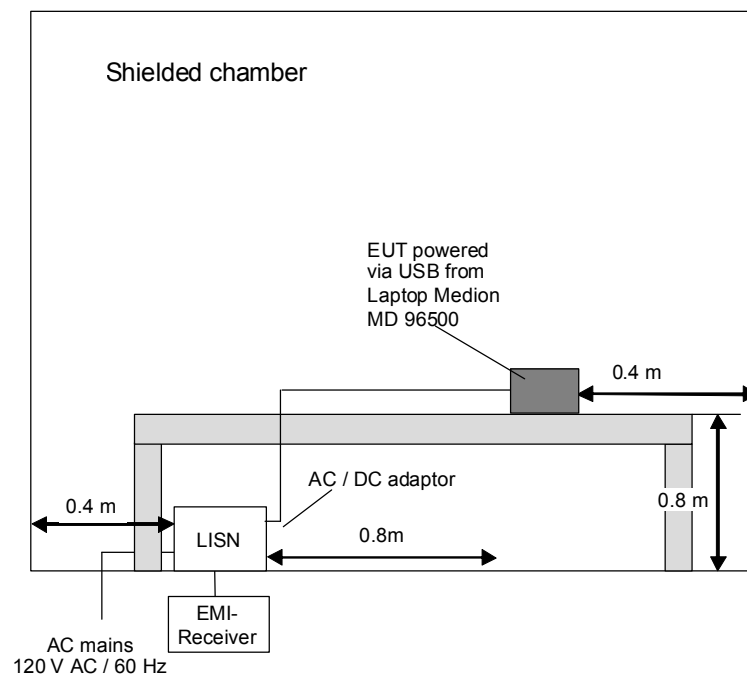 Shielded chamber
EUT powered
via USB from
Laptop Medion
MD 96500
0.4 m
0.4 m
AC / DC adaptor
0.8 m
LISN
0.8m
EMI-
Receiver
AC mains
120 V AC / 60 Hz